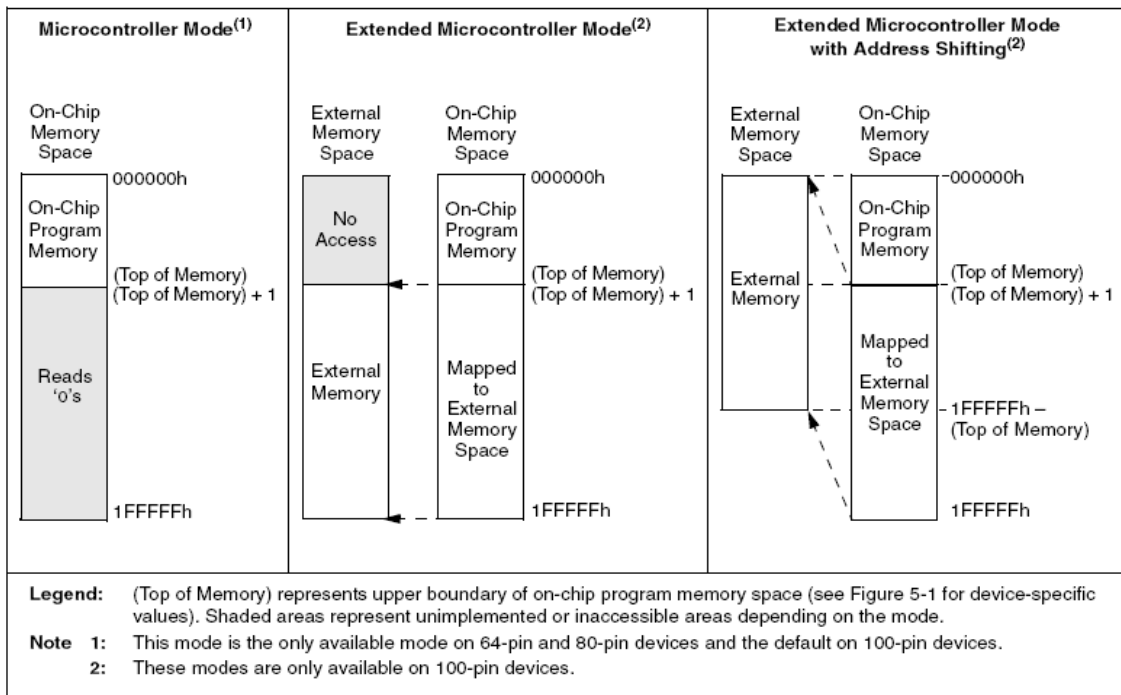 Microcontroller Mode(1)
On-Chip
Memory
Space
000000h
On-Chip
Program
Memory
(Top of Memory)
(Top of Memory) + 1
Reads
'0's
1FFFFFh
Extended Microcontroller Mode(2)
External
Memory
Space
On-Chip
Memory
Space
000000h
No
Access
On-Chip
Program
Memory
(Top of Memory)
(Top of Memory) + 1
External
Memory
Mapped
to
External
Memory
Space
1FFFFFh
Extended Microcontroller Mode
with Address Shifting(2)
External
Memory
Space
On-Chip
Memory
Space
000000h
On-Chip
Program
Memory
External
Memory
(Top of Memory)
(Top of Memory) + 1
Mapped
to
External
Memory
Space
1FFFFFh –
(Top of Memory)
1FFFFFh
Legend: (Top of Memory) represents upper boundary of on-chip program memory space (see Figure 5-1 for device-specific
values). Shaded areas represent unimplemented or inaccessible areas depending on the mode.
Note 1: This mode is the only available mode on 64-pin and 80-pin devices and the default on 100-pin devices.
2: These modes are only available on 100-pin devices.